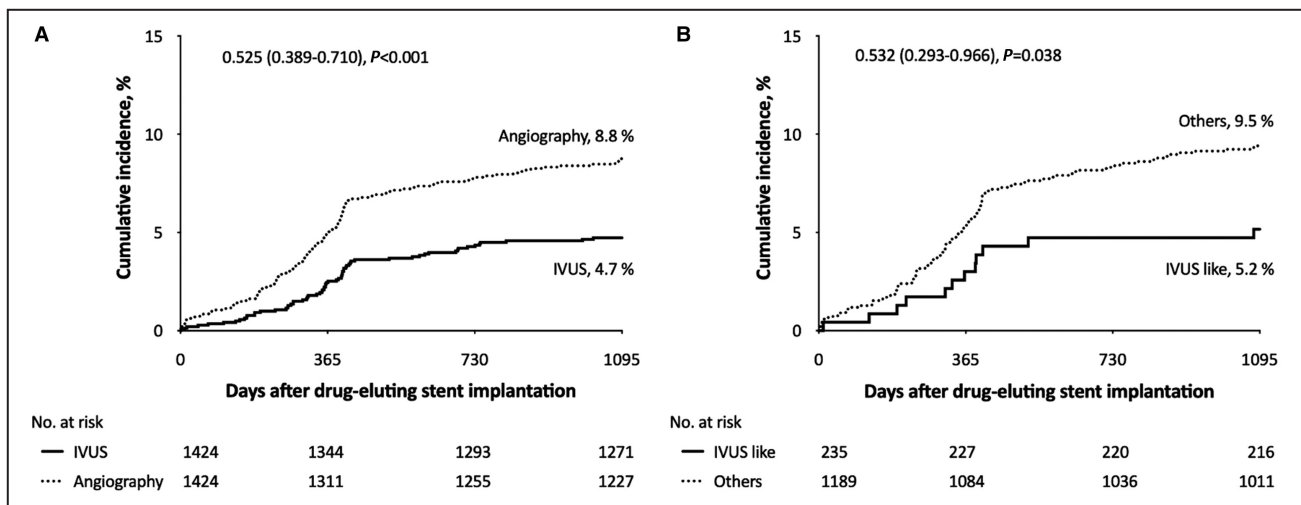 A
15
10
5
0
Cumulative incidence, %
0.525 (0.389-0.710), P<0.001
Angiography, 8.8 %
IVUS, 4.7 %
0 365 730 1095
Days after drug-eluting stent implantation
No. at risk
IVUS 1424 1344 1293 1271
Angiography 1424 1311 1255 1227
B
15
10
5
0
Cumulative incidence, %
0.532 (0.293-0.966), P=0.038
Others, 9.5 %
IVUS like, 5.2 %
0 365 730 1095
Days after drug-eluting stent implantation
No. at risk
IVUS like 235 227 220 216
Others 1189 1084 1036 1011